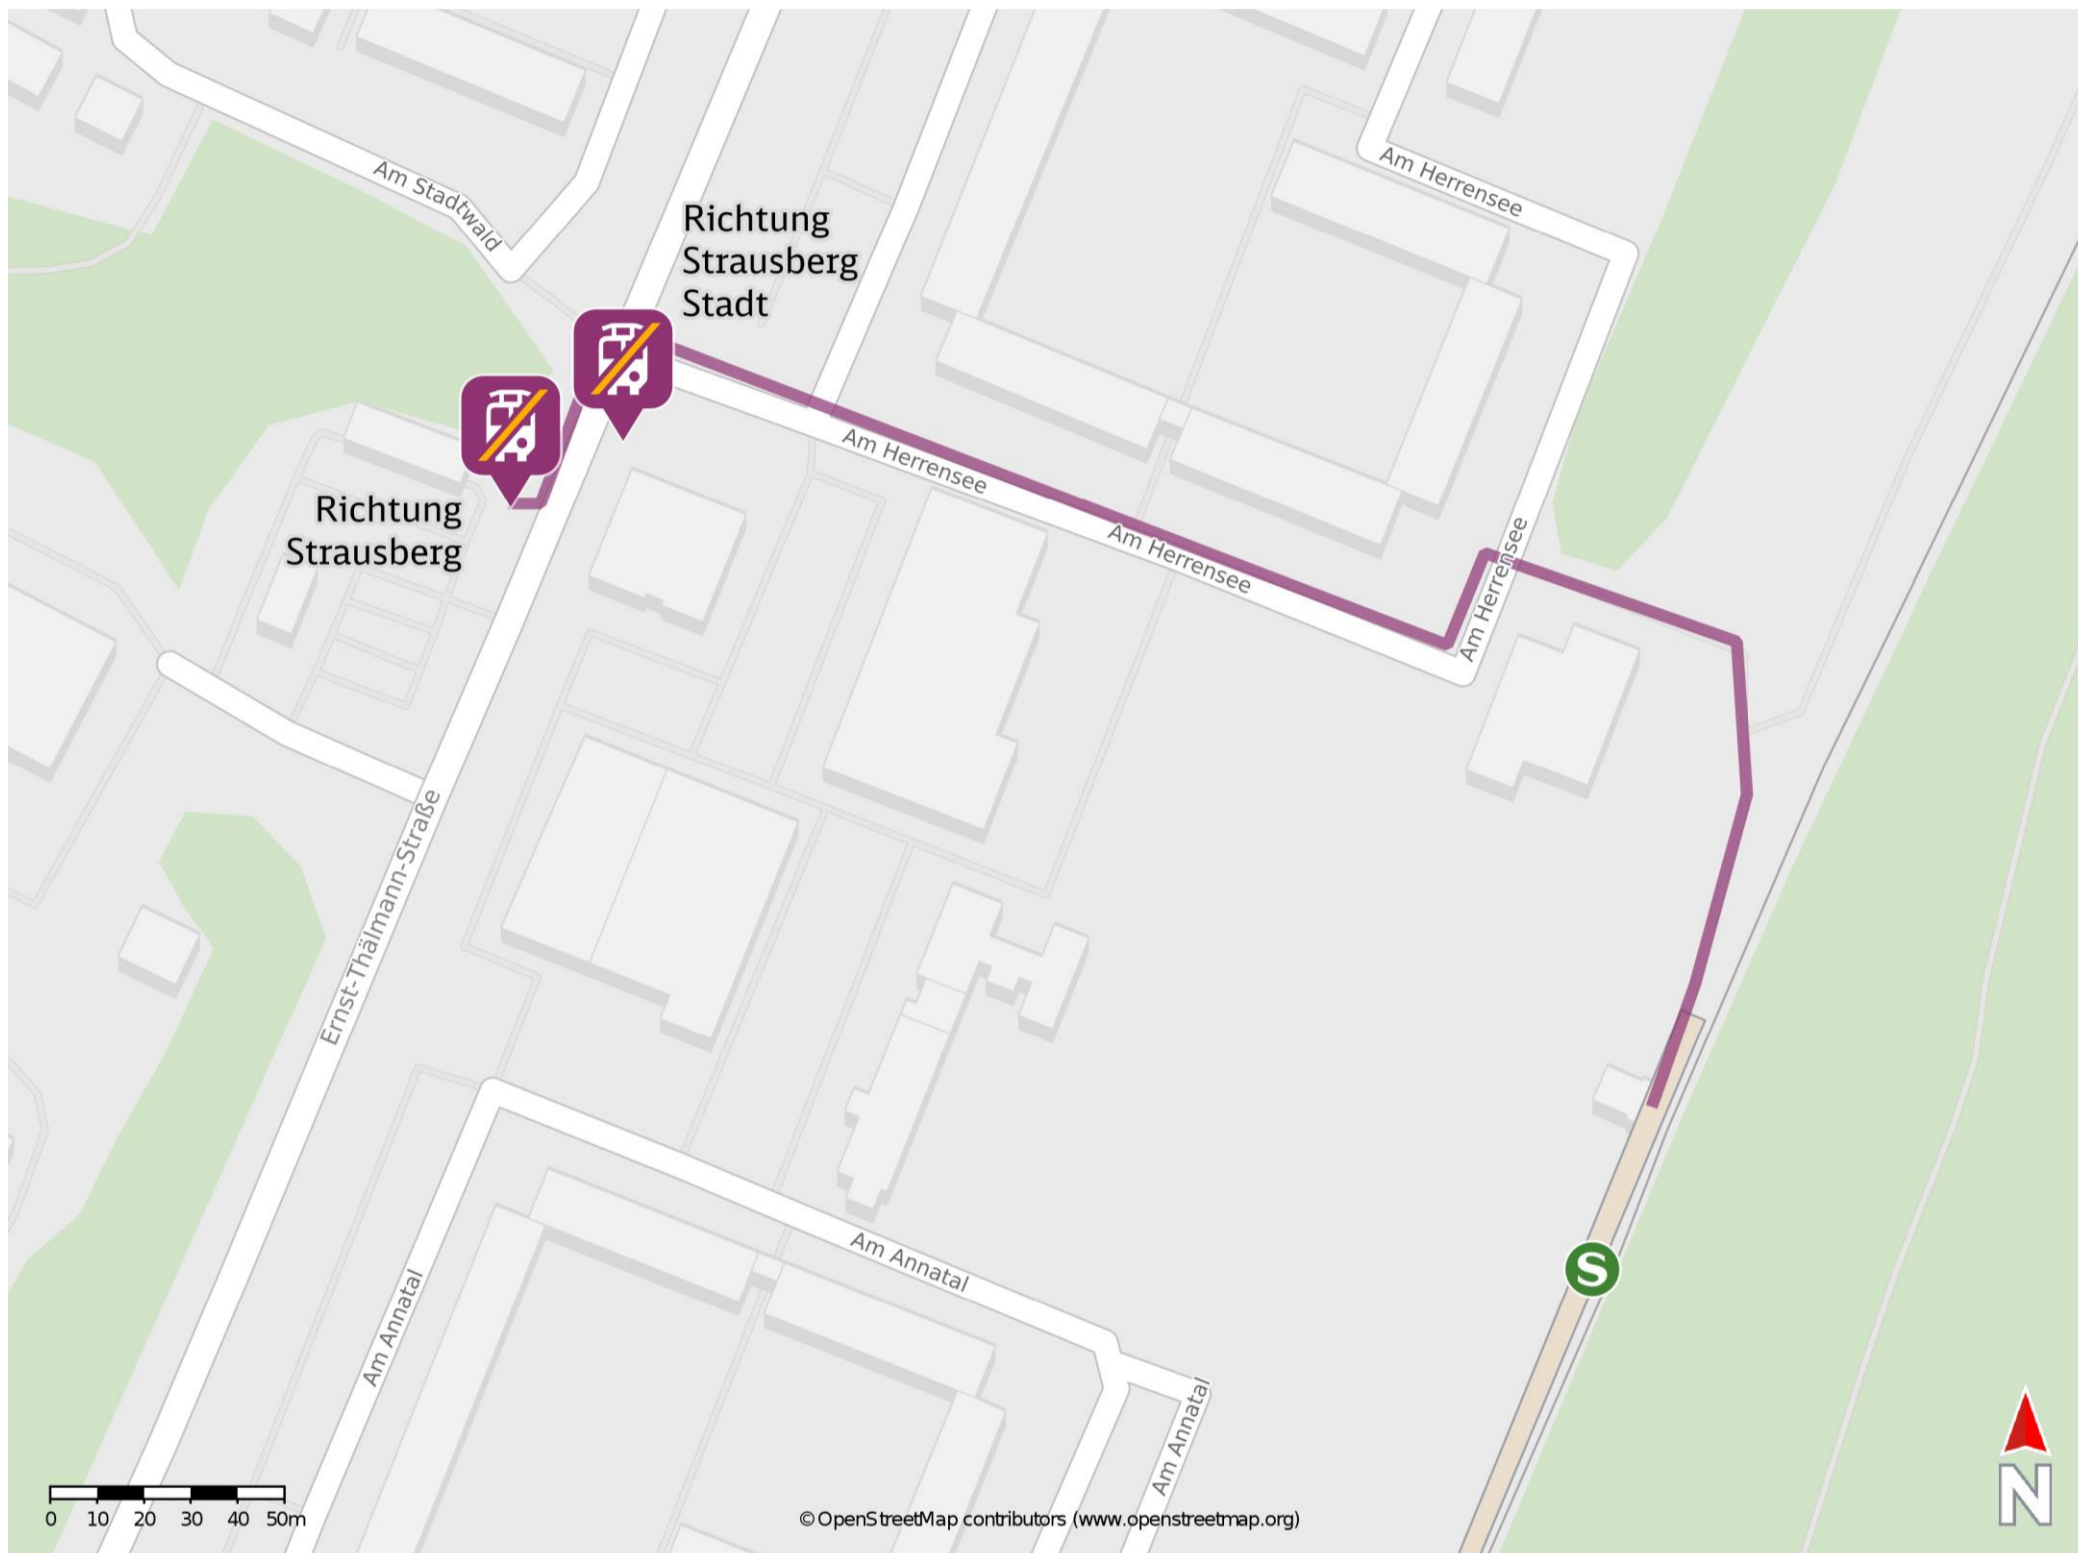 Am Stadtwald
Richtung
Strausberg
Stadt
Am Herrensee
Richtung
Strausberg
Am Herrensee
Am Herrensee
Am Herrensee
Ernst-Thälmann-Straße
Am Annatal
Am Annatal
Am Annatal
S
N
0 10 20 30 40 50m
© OpenStreetMap contributors (www.openstreetmap.org)